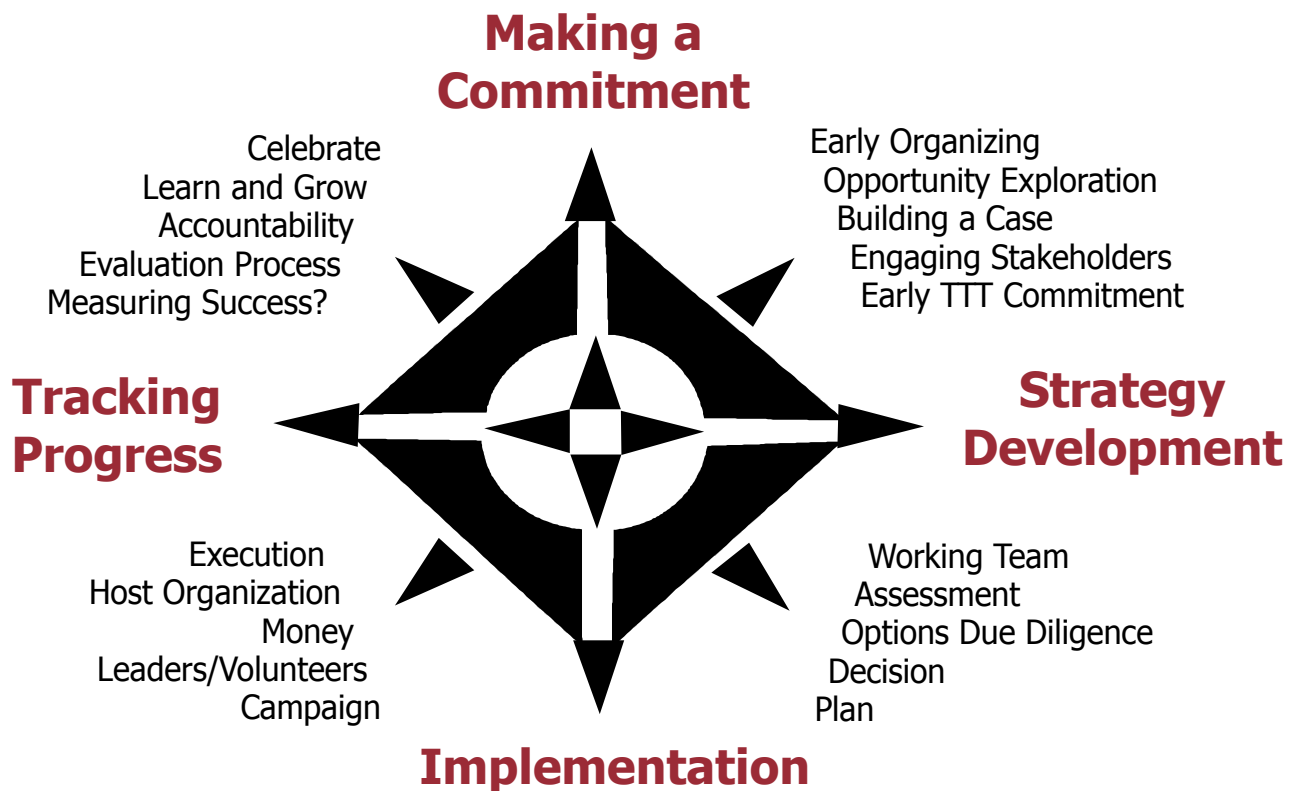 Making a
Commitment
Celebrate
Learn and Grow
Accountability
Evaluation Process
Measuring Success?
Early Organizing
Opportunity Exploration
Building a Case
Engaging Stakeholders
Early TTT Commitment
Tracking
Progress
Strategy
Development
Execution
Host Organization
Money
Leaders/Volunteers
Campaign
Working Team
Assessment
Options Due Diligence
Decision
Plan
Implementation